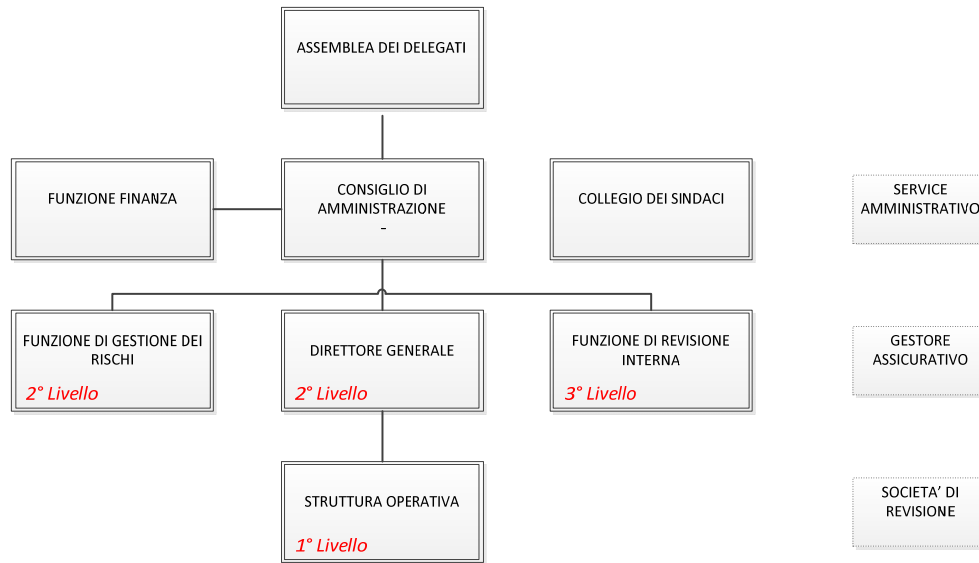 ASSEMBLEA DEI DELEGATI
FUNZIONE FINANZA
CONSIGLIO DI
AMMINISTRAZIONE
-
COLLEGIO DEI SINDACI
SERVICE
AMMINISTRATIVO
FUNZIONE DI GESTIONE DEI
RISCHI
2° Livello
DIRETTORE GENERALE
2° Livello
FUNZIONE DI REVISIONE
INTERNA
3° Livello
GESTORE
ASSICURATIVO
STRUTTURA OPERATIVA
1° Livello
SOCIETA’ DI
REVISIONE